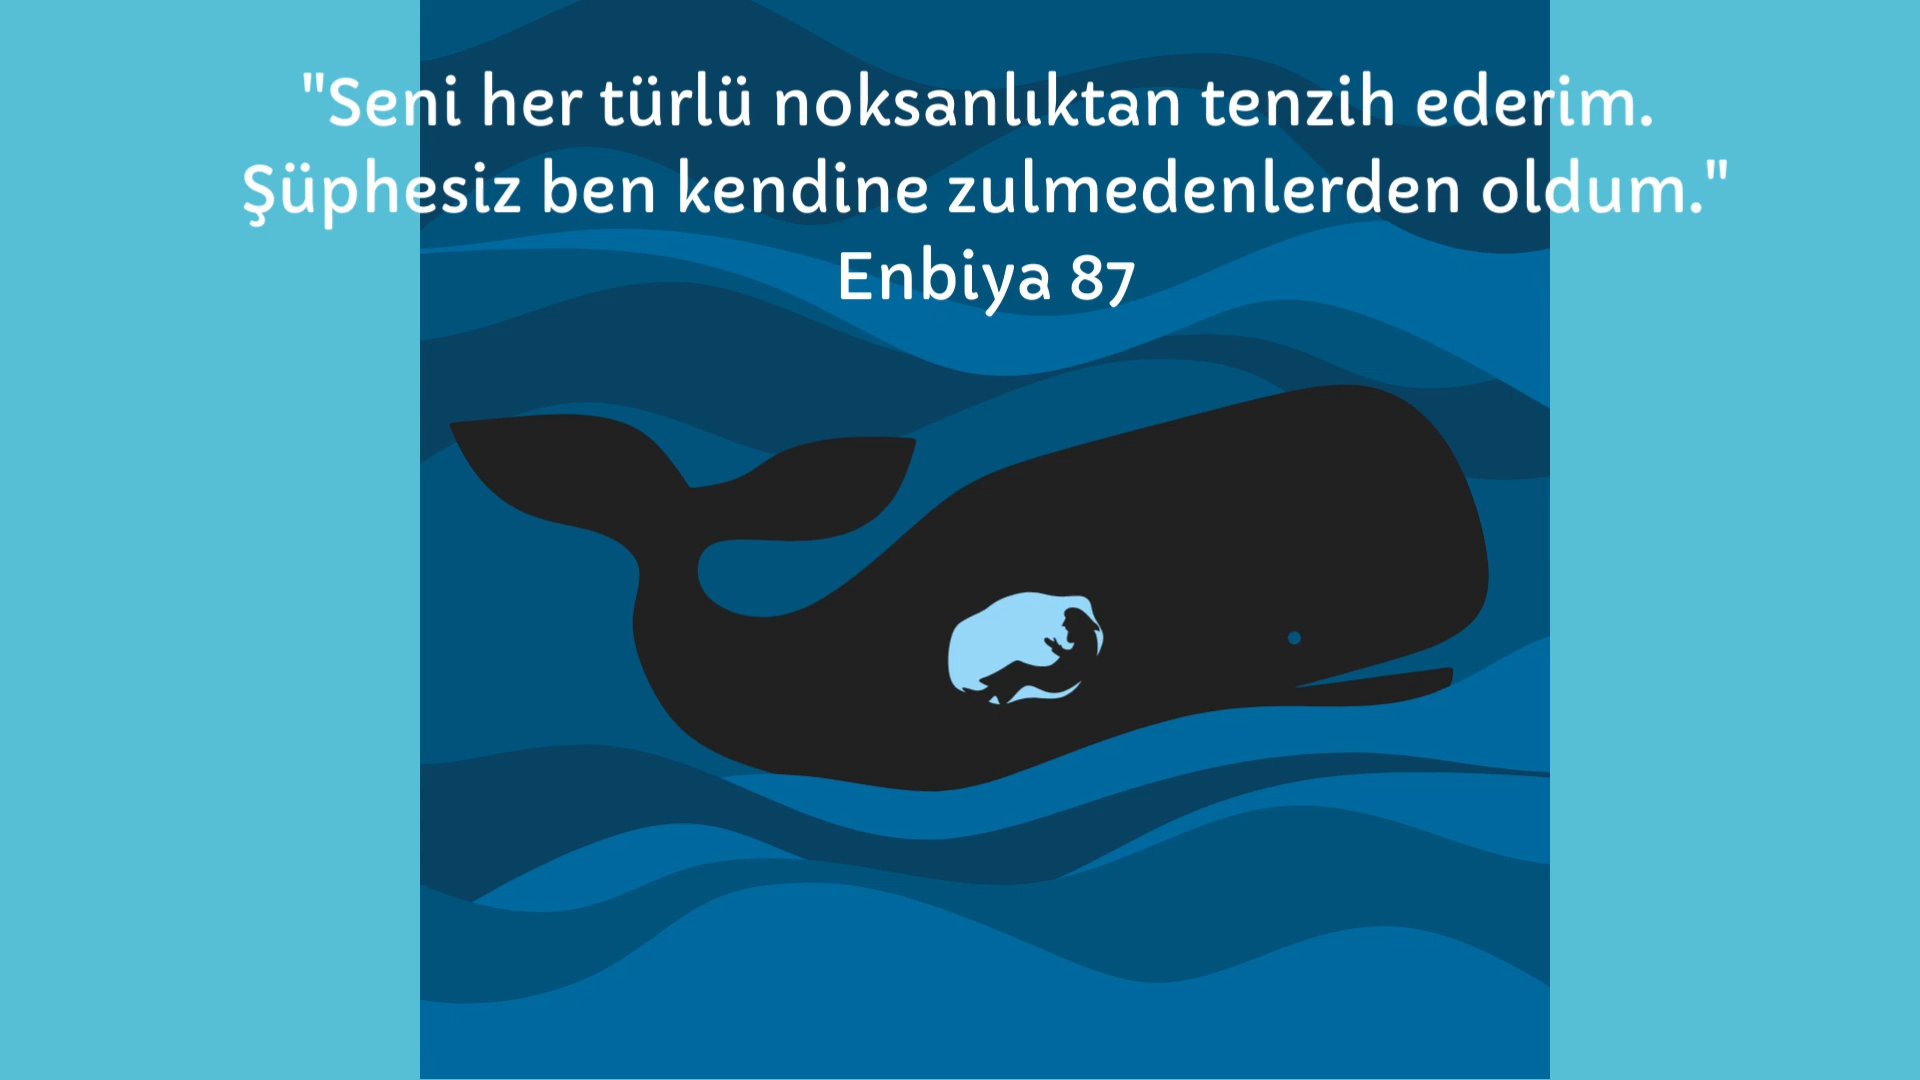 "Seni her türlü noksanlıktan tenzih ederim.
Şüphesiz ben kendine zulmedenlerden oldum."
Enbiya 87